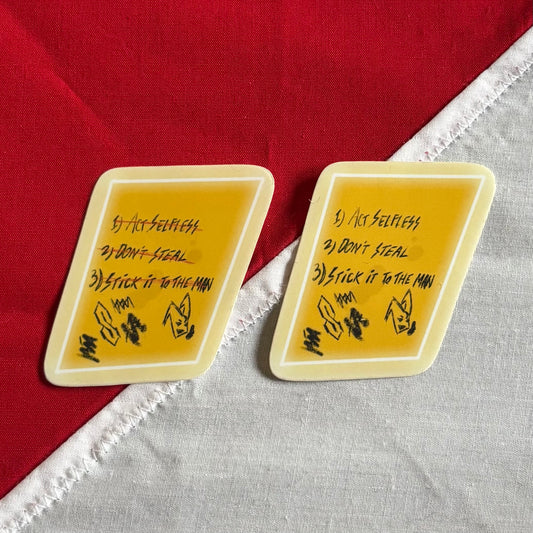 1) ACT SELFLESS
2) DON'T STEAL
3) STICK IT TO THE MAN
1) ACT SELFLESS
2) DON'T STEAL
3) STICK IT TO THE MAN